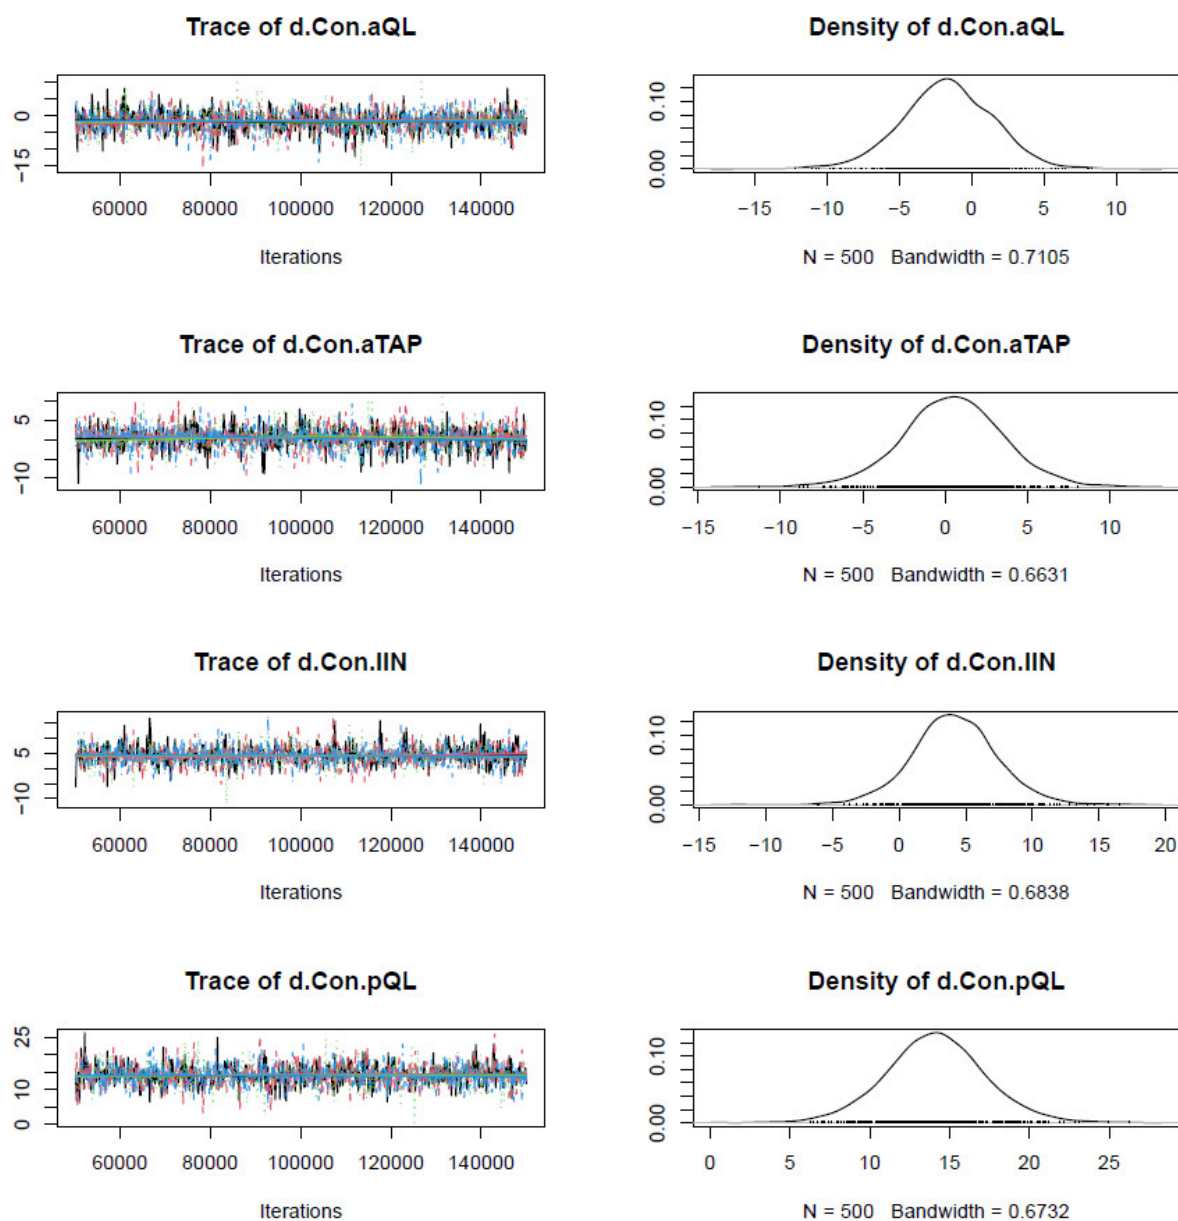 Trace of d.Con.aQL
Density of d.Con.aQL
0
−15
60000 80000 100000 120000 140000
Iterations
0.10
0.00
−15 −10 −5 0 5 10
N = 500 Bandwidth = 0.7105
Trace of d.Con.aTAP
Density of d.Con.aTAP
5
−10
60000 80000 100000 120000 140000
Iterations
0.10
0.00
−15 −10 −5 0 5 10
N = 500 Bandwidth = 0.6631
Trace of d.Con.IIN
Density of d.Con.IIN
5
−10
60000 80000 100000 120000 140000
Iterations
0.10
0.00
−15 −10 −5 0 5 10 15 20
N = 500 Bandwidth = 0.6838
Trace of d.Con.pQL
Density of d.Con.pQL
25
10
0
60000 80000 100000 120000 140000
Iterations
0.10
0.00
0 5 10 15 20 25
N = 500 Bandwidth = 0.6732